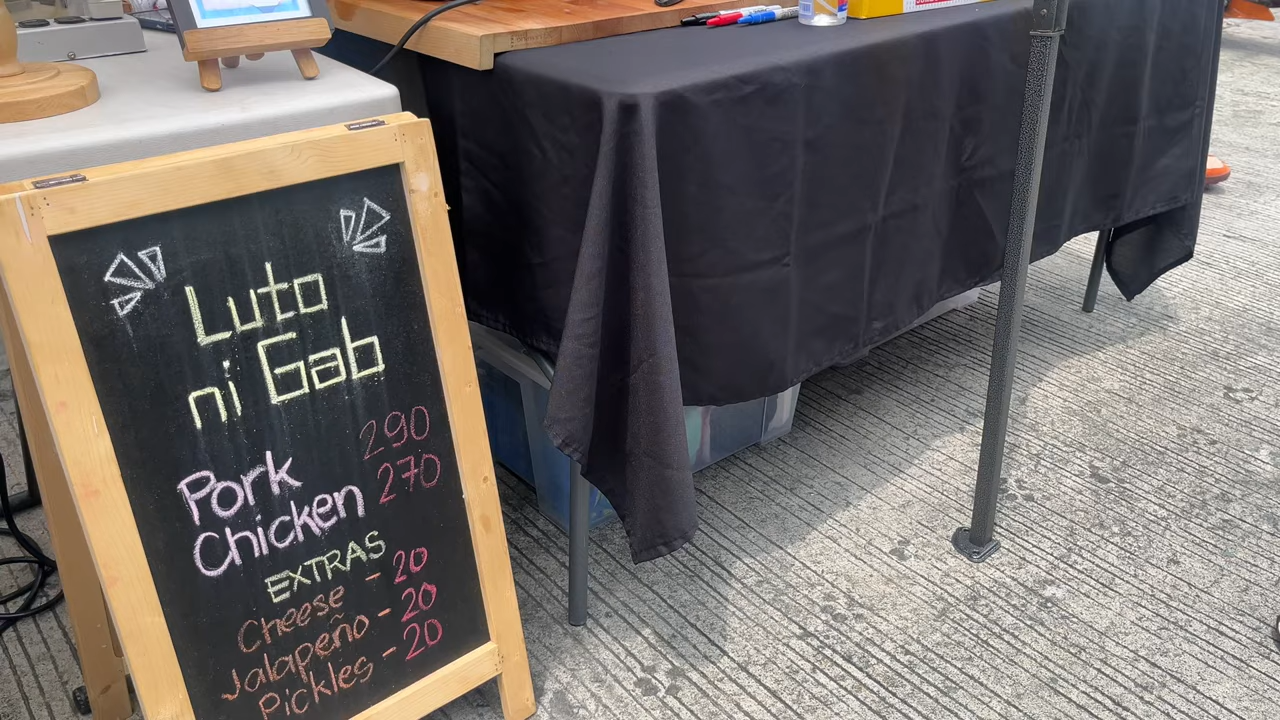 Luto
ni Gab
Pork 290
Chicken 270
EXTRAS
Cheese - 20
Jalapeño - 20
Pickles - 20